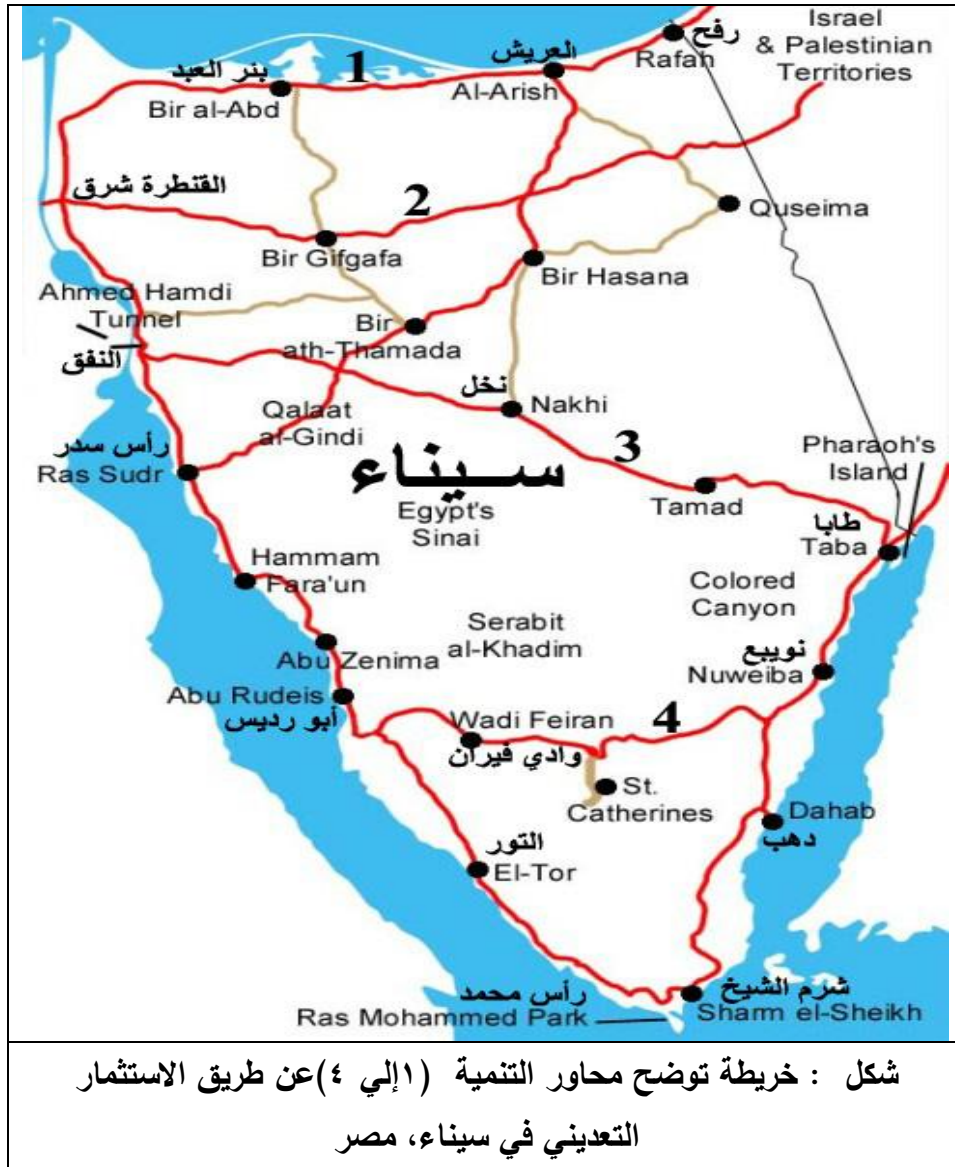 Israel
& Palestinian
Territories
رفح
Rafah
العريش
Al-Arish
1
بنر العبد
Bir al-Abd
القنطرة شرق
2
Quseima
Bir Gifgafa
Bir Hasana
Ahmed Hamdi
Tunnel
النفق
Bir
ath-Thamada
نخل
Nakhi
Qalaat
al-Gindi
3
رأس سدر
Ras Sudr
سيناء
Egypt's
Sinai
Tamad
Pharaoh's
Island
طابا
Taba
Hammam
Fara'un
Colored
Canyon
Serabit
al-Khadim
Abu Zenima
نويبع
Nuweiba
Abu Rudeis
أبو رديس
Wadi Feiran
وادي فيران
4
St.
Catherines
Dahab
دهب
التور
El-Tor
رأس محمد
Ras Mohammed Park
شرم الشيخ
Sharm el-Sheikh
شكل : خريطة توضح محاور التنمية (١إلي ٤)عن طريق الاستثمار
التعديني في سيناء، مصر